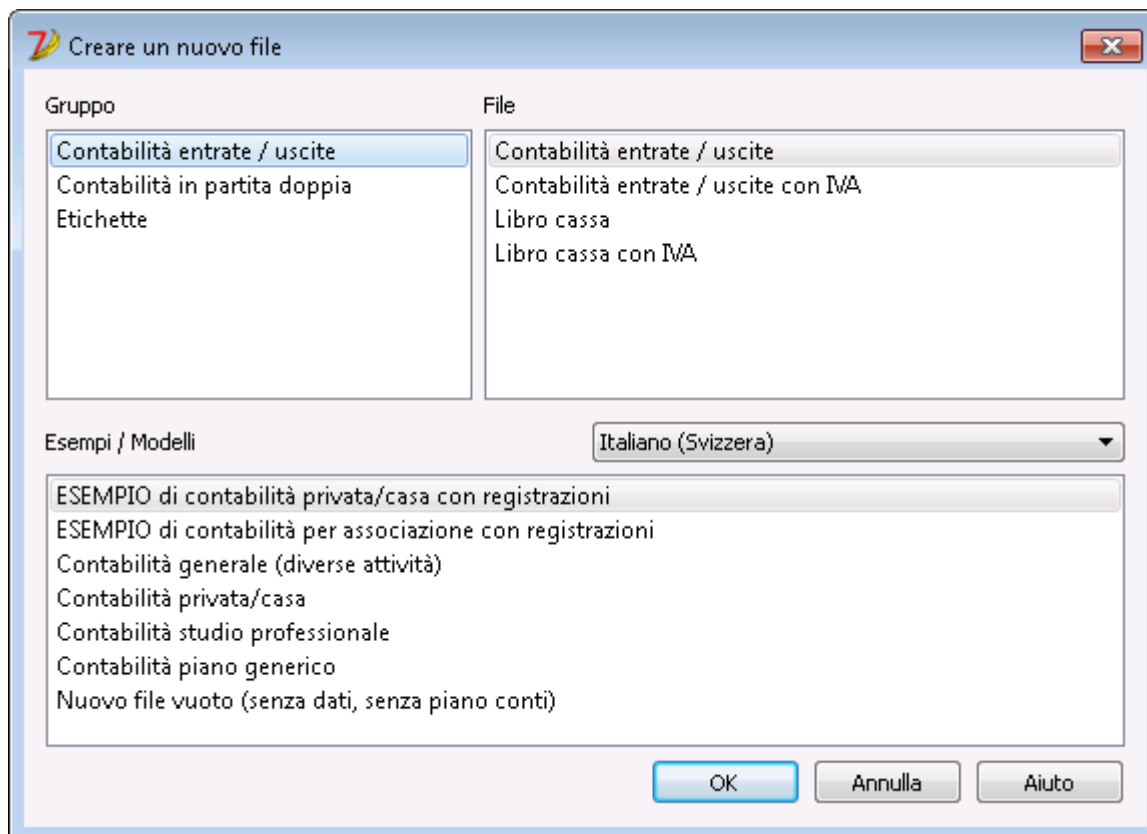 Creare un nuovo file
Gruppo
File
Contabilità entrate / uscite
Contabilità in partita doppia
Etichette
Contabilità entrate / uscite
Contabilità entrate / uscite con IVA
Libro cassa
Libro cassa con IVA
Esempi / Modelli
Italiano (Svizzera)
ESEMPIO di contabilità privata/casa con registrazioni
ESEMPIO di contabilità per associazione con registrazioni
Contabilità generale (diverse attività)
Contabilità privata/casa
Contabilità studio professionale
Contabilità piano generico
Nuovo file vuoto (senza dati, senza piano conti)
OK
Annulla
Aiuto